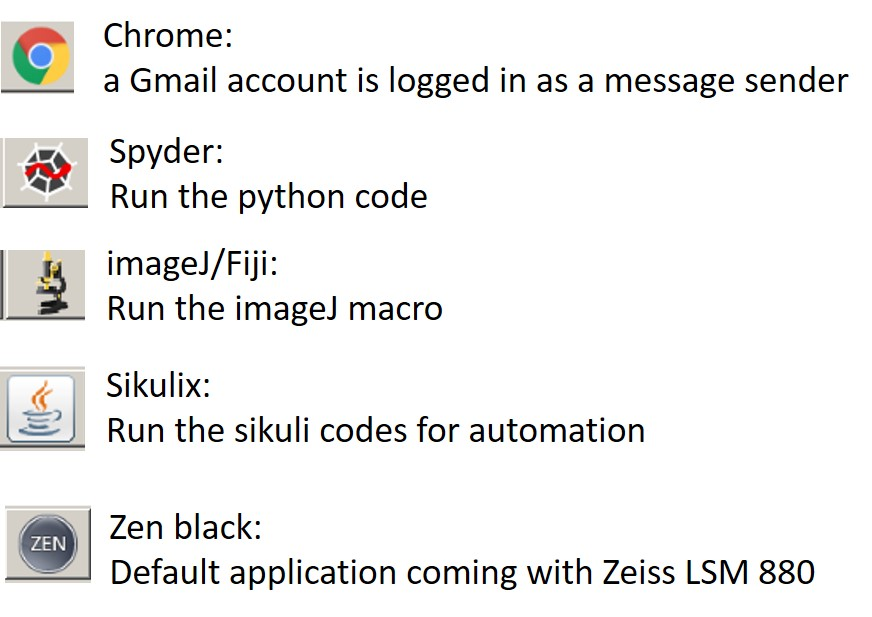 Chrome:
a Gmail account is logged in as a message sender
Spyder:
Run the python code
imageJ/Fiji:
Run the imageJ macro
Sikulix:
Run the sikuli codes for automation
ZEN
Zen black:
Default application coming with Zeiss LSM 880